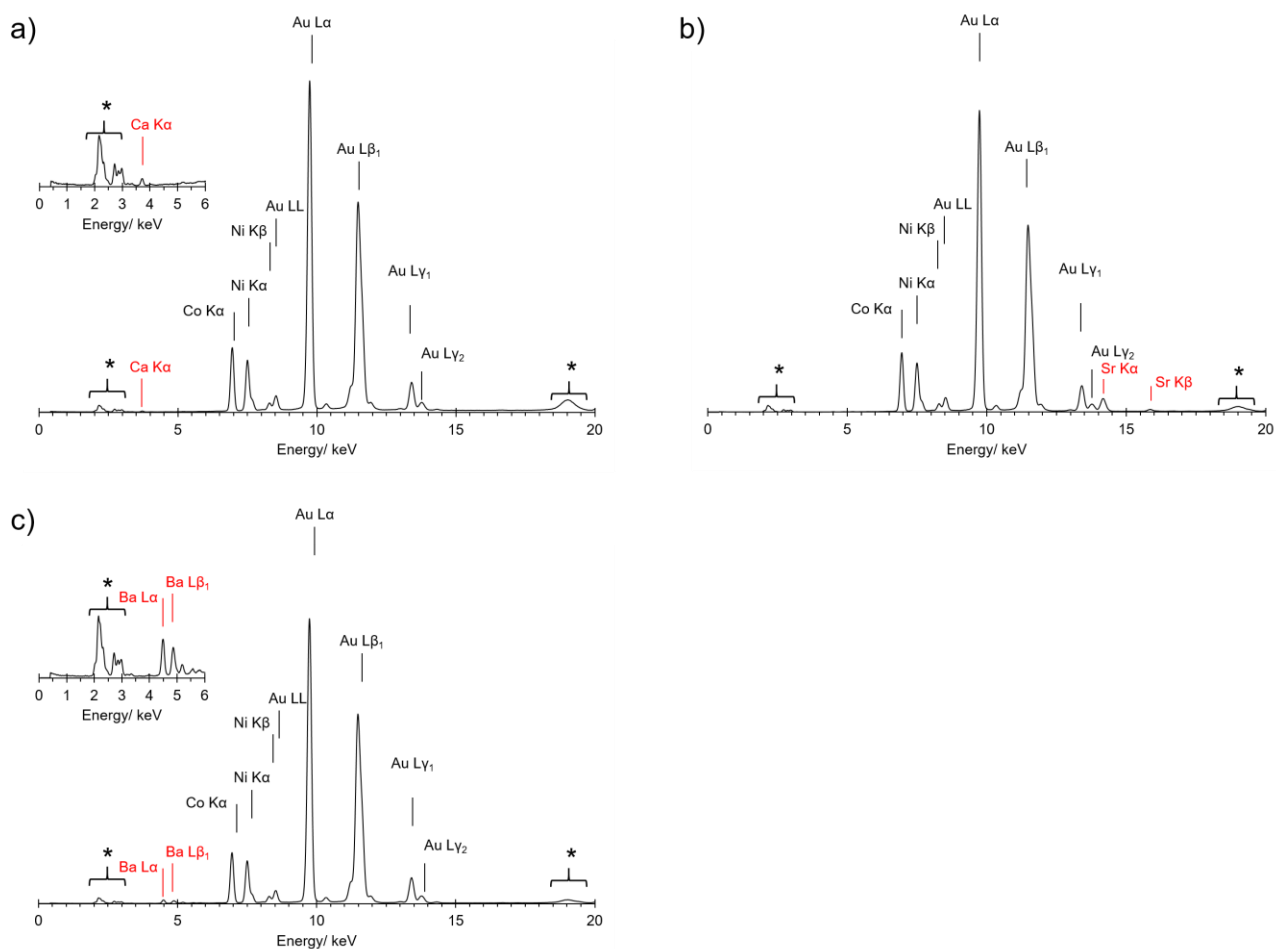 a)
Au Lα
*
Ca Kα
Au Lβ₁
0 1 2 3 4 5 6
Energy/ keV
Au LL
Ni Kβ
Ni Kα
Co Kα
Au Lγ₁
Au Lγ₂
*
Ca Kα
*
0 5 10 15 20
Energy/ keV
b)
Au Lα
Au Lβ₁
Au LL
Ni Kβ
Ni Kα
Co Kα
Au Lγ₁
Au Lγ₂
Sr Kα
Sr Kβ
*
*
0 5 10 15 20
Energy/ keV
c)
Au Lα
*
Ba Lα
Ba Lβ₁
0 1 2 3 4 5 6
Energy/ keV
Au Lβ₁
Au LL
Ni Kβ
Ni Kα
Co Kα
Au Lγ₁
Au Lγ₂
*
Ba Lα
Ba Lβ₁
*
0 5 10 15 20
Energy/ keV